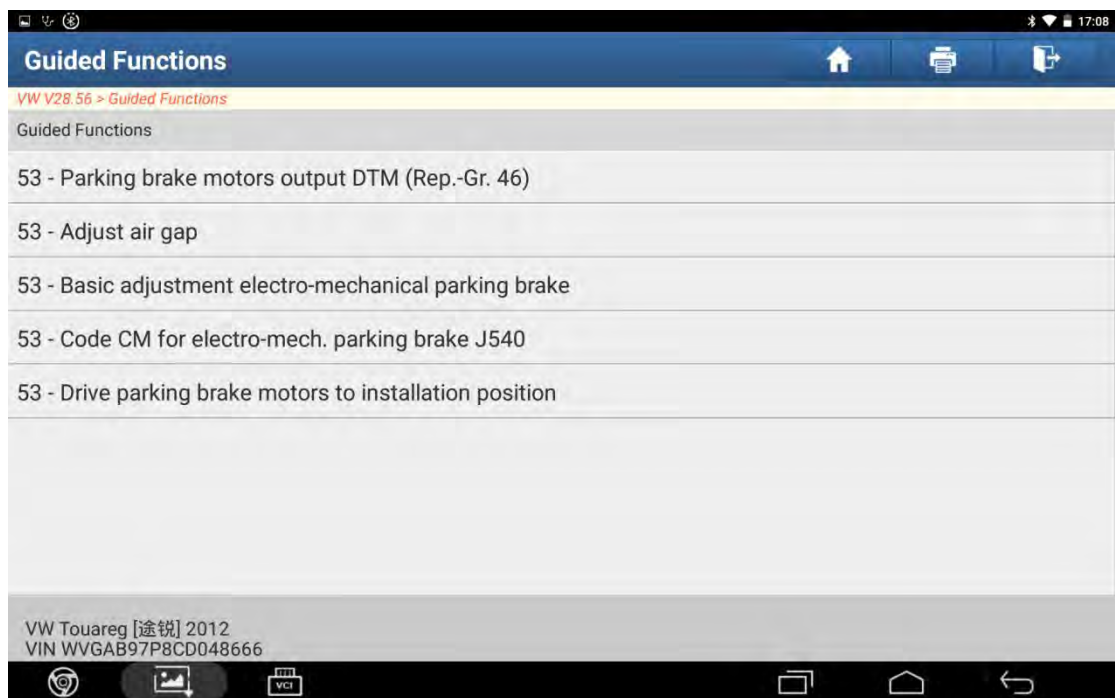 17:08
Guided Functions
VW V28.56 > Guided Functions
Guided Functions
53 - Parking brake motors output DTM (Rep.-Gr. 46)
53 - Adjust air gap
53 - Basic adjustment electro-mechanical parking brake
53 - Code CM for electro-mech. parking brake J540
53 - Drive parking brake motors to installation position
VW Touareg [途锐] 2012
VIN WVGAB97P8CD048666
VCI